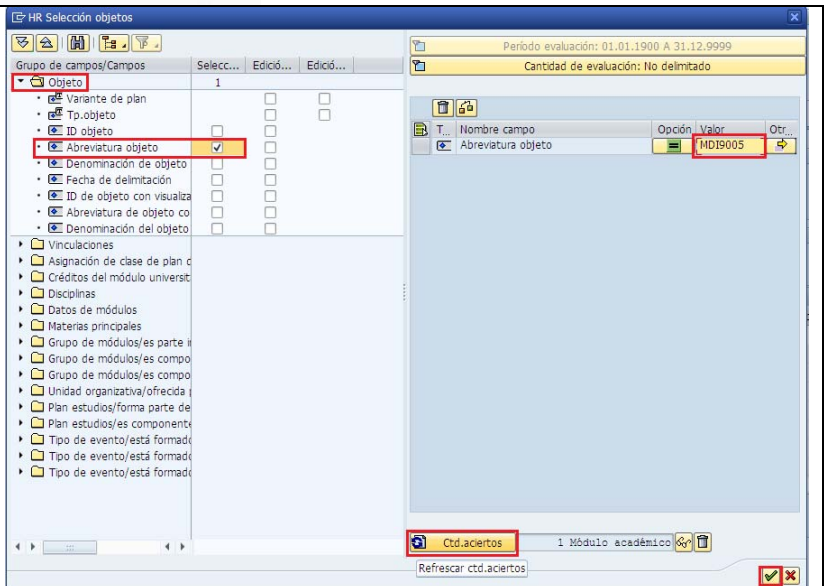 HR Selección objetos
Grupo de campos/Campos Selecc... Edició... Edició...
Objeto 1
Variante de plan
Tp.objeto
ID objeto
Abreviatura objeto
Denominación de objeto
Fecha de delimitación
ID de objeto con visualiza
Abreviatura de objeto co
Denominación del objeto
Vinculaciones
Asignación de clase de plan d
Créditos del módulo universit
Disciplinas
Datos de módulos
Materias principales
Grupo de módulos/es parte i
Grupo de módulos/es compo
Grupo de módulos/es compo
Unidad organizativa/ofrecida p
Plan estudios/forma parte de
Plan estudios/es componente
Tipo de evento/está formado
Tipo de evento/está formado
Tipo de evento/está formado
Período evaluación: 01.01.1900 A 31.12.9999
Cantidad de evaluación: No delimitado
T... Nombre campo Opción Valor Otr...
Abreviatura objeto MDI9005
Ctd.aciertos 1 Módulo académico
Refrescar ctd.aciertos